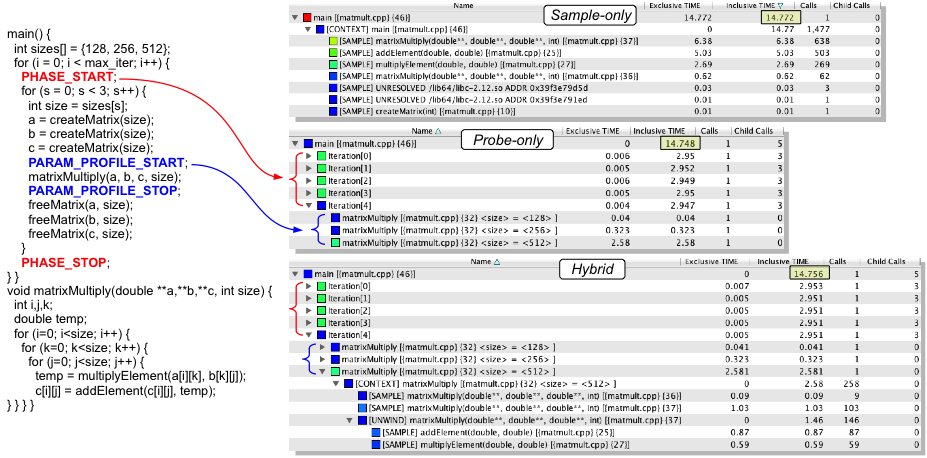 main() {
int sizes[] = {128, 256, 512};
for (i = 0; i < max_iter; i++) {
PHASE_START;
for (s = 0; s < 3; s++) {
int size = sizes[s];
a = createMatrix(size);
b = createMatrix(size);
c = createMatrix(size);
PARAM_PROFILE_START;
matrixMultiply(a, b, c, size);
PARAM_PROFILE_STOP;
freeMatrix(a, size);
freeMatrix(b, size);
freeMatrix(c, size);
}
PHASE_STOP;
} }
void matrixMultiply(double **a,**b,**c, int size) {
int i,j,k;
double temp;
for (i=0; i<size; i++) {
for (k=0; k<size; k++) {
for (j=0; j<size; j++) {
temp = multiplyElement(a[i][k], b[k][j]);
c[i][j] = addElement(c[i][j], temp);
} } } }
Name Exclusive TIME Inclusive TIME Calls Child Calls
Sample-only
main [{matmult.cpp} {46}] 14.772 14.772 1 0
[CONTEXT] main [{matmult.cpp} {46}] 0 14.77 1,477 0
[SAMPLE] matrixMultiply(double**, double**, double**, int) [{matmult.cpp} {37}] 6.38 6.38 638 0
[SAMPLE] addElement(double, double) [{matmult.cpp} {25}] 5.03 5.03 503 0
[SAMPLE] multiplyElement(double, double) [{matmult.cpp} {27}] 2.69 2.69 269 0
[SAMPLE] matrixMultiply(double**, double**, double**, int) [{matmult.cpp} {36}] 0.62 0.62 62 0
[SAMPLE] UNRESOLVED /lib64/libc-2.12.so ADDR 0x39f3e79d5d 0.03 0.03 3 0
[SAMPLE] UNRESOLVED /lib64/libc-2.12.so ADDR 0x39f3e791ed 0.01 0.01 1 0
[SAMPLE] createMatrix(int) [{matmult.cpp} {10}] 0.01 0.01 1 0
Name Exclusive TIME Inclusive TIME Calls Child Calls
Probe-only
main [{matmult.cpp} {46}] 0 14.748 1 5
Iteration[0] 0.006 2.95 1 3
Iteration[1] 0.005 2.952 1 3
Iteration[2] 0.006 2.949 1 3
Iteration[3] 0.005 2.95 1 3
Iteration[4] 0.004 2.947 1 3
matrixMultiply [{matmult.cpp} {32} <size> = <128> ] 0.04 0.04 1 0
matrixMultiply [{matmult.cpp} {32} <size> = <256> ] 0.323 0.323 1 0
matrixMultiply [{matmult.cpp} {32} <size> = <512> ] 2.58 2.58 1 0
Name Exclusive TIME Inclusive TIME Calls Child Calls
Hybrid
main [{matmult.cpp} {46}] 0 14.756 1 5
Iteration[0] 0.007 2.953 1 3
Iteration[1] 0.005 2.951 1 3
Iteration[2] 0.005 2.951 1 3
Iteration[3] 0.005 2.951 1 3
Iteration[4] 0.005 2.951 1 3
matrixMultiply [{matmult.cpp} {32} <size> = <128> ] 0.041 0.041 1 0
matrixMultiply [{matmult.cpp} {32} <size> = <256> ] 0.323 0.323 1 0
matrixMultiply [{matmult.cpp} {32} <size> = <512> ] 2.581 2.581 1 0
[CONTEXT] matrixMultiply [{matmult.cpp} {32} <size> = <512> ] 0 2.58 258 0
[SAMPLE] matrixMultiply(double**, double**, double**, int) [{matmult.cpp} {36}] 0.09 0.09 9 0
[SAMPLE] matrixMultiply(double**, double**, double**, int) [{matmult.cpp} {37}] 1.03 1.03 103 0
[UNWIND] matrixMultiply(double**, double**, double**, int) [{matmult.cpp} {37} 0 1.46 146 0
[SAMPLE] addElement(double, double) [{matmult.cpp} {25}] 0.87 0.87 87 0
[SAMPLE] multiplyElement(double, double) [{matmult.cpp} {27}] 0.59 0.59 59 0